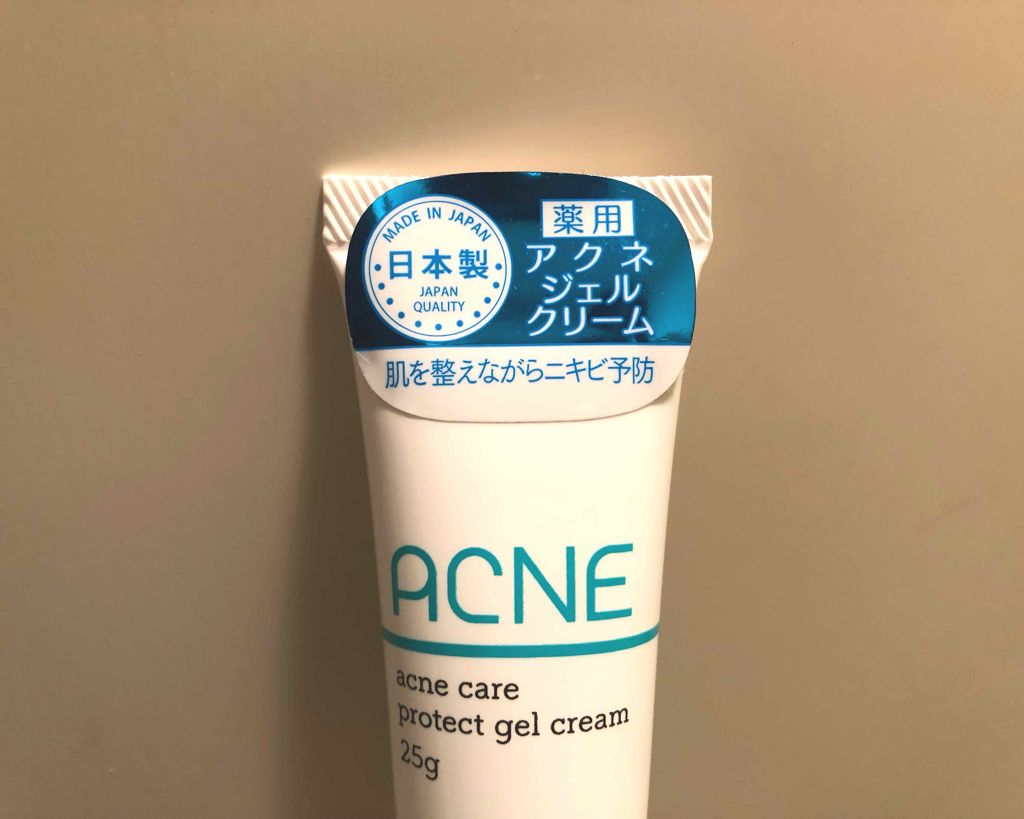 MADE IN JAPAN
日本製
JAPAN
QUALITY
薬用
アクネ
ジェル
クリーム
肌を整えながらニキビ予防
ACNE
acne care
protect gel cream
25g